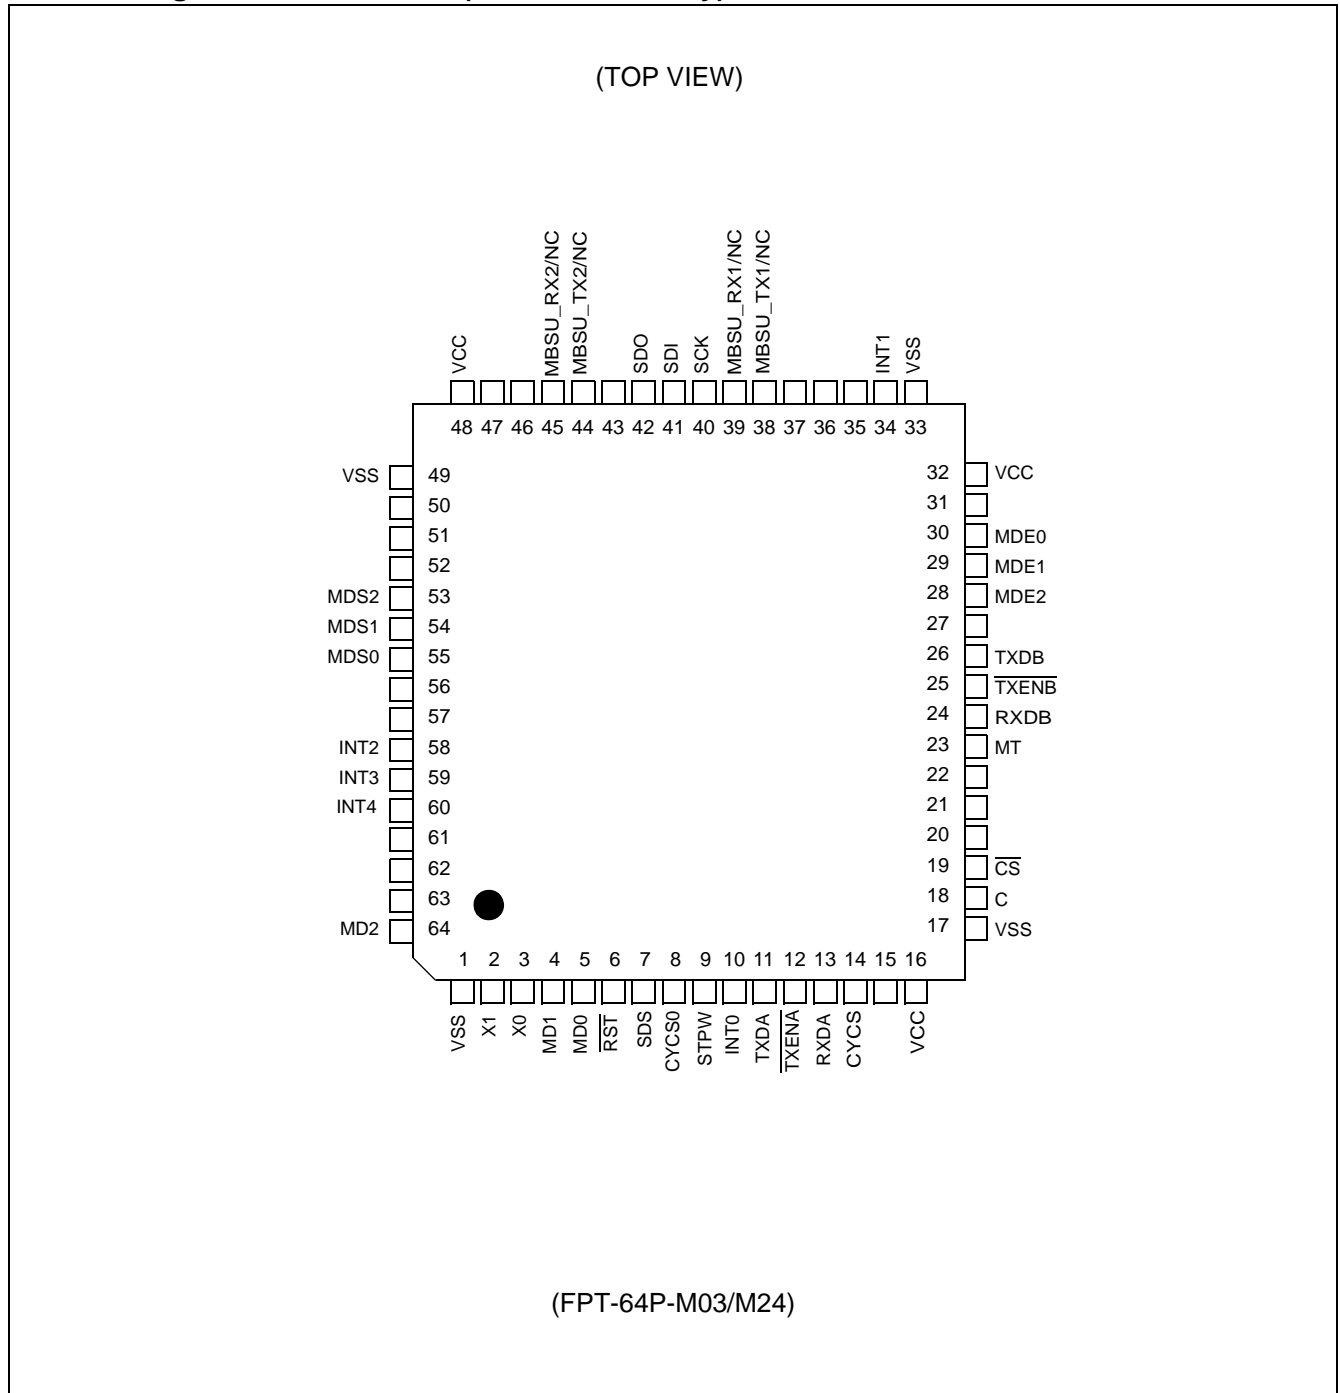 (TOP VIEW)
VCC
MBSU_RX2/NC
MBSU_TX2/NC
SDO
SDI
SCK
MBSU_RX1/NC
MBSU_TX1/NC
INT1
VSS
48 47 46 45 44 43 42 41 40 39 38 37 36 35 34 33
VSS 49
50
51
52
MDS2 53
MDS1 54
MDS0 55
56
57
INT2 58
INT3 59
INT4 60
61
62
63
MD2 64
32 VCC
31
30 MDE0
29 MDE1
28 MDE2
27
26 TXDB
25 TXENB
24 RXDB
23 MT
22
21
20
19 CS
18 C
17 VSS
1 2 3 4 5 6 7 8 9 10 11 12 13 14 15 16
VSS
X1
X0
MD1
MD0
RST
SDS
CYCS0
STPW
INT0
TXDA
TXENA
RXDA
CYCS
VCC
(FPT-64P-M03/M24)